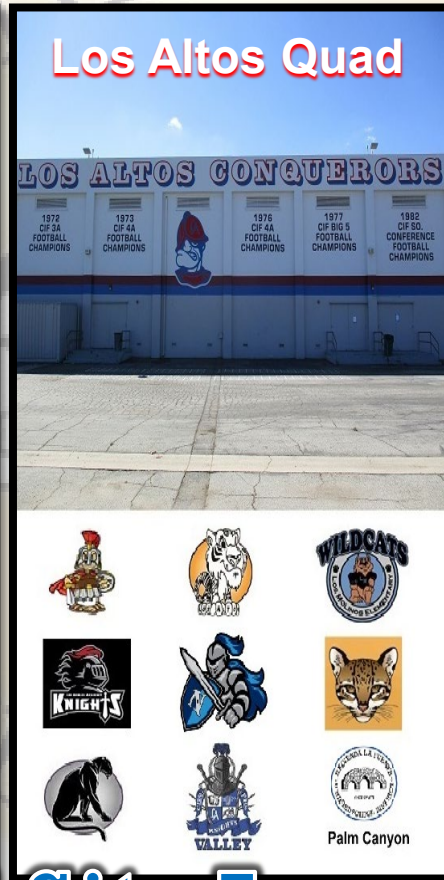 Los Altos Quad
LOS ALTOS CONQUERORS
1972
CIF 3A
FOOTBALL
CHAMPIONS
1973
CIF 4A
FOOTBALL
CHAMPIONS
1976
CIF 4A
FOOTBALL
CHAMPIONS
1977
CIF BIG 5
FOOTBALL
CHAMPIONS
1982
CIF SO.
CONFERENCE
FOOTBALL
CHAMPIONS
WILDCATS
LOS MOLINOS ELEMENTARY
KNIGHTS
VALLEY
Palm Canyon